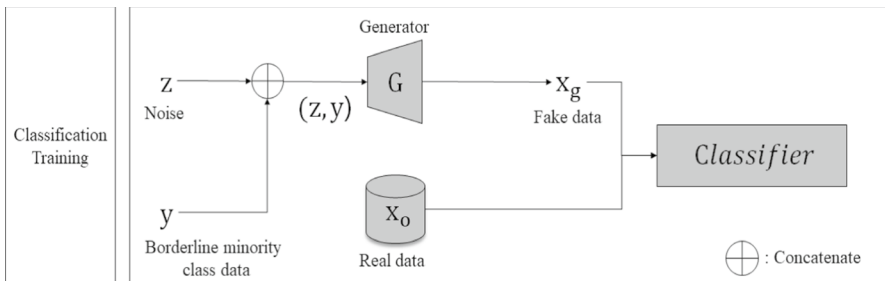 Classification
Training
Generator
z
Noise
(z, y)
G
x_g
Fake data
Classifier
y
Borderline minority
class data
X_o
Real data
: Concatenate